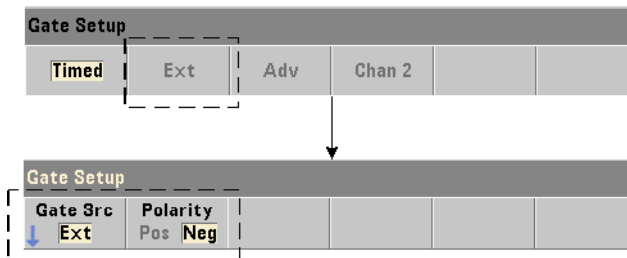 Gate Setup
Timed Ext Adv Chan 2
Gate Setup
Gate Src Polarity
Ext Pos Neg